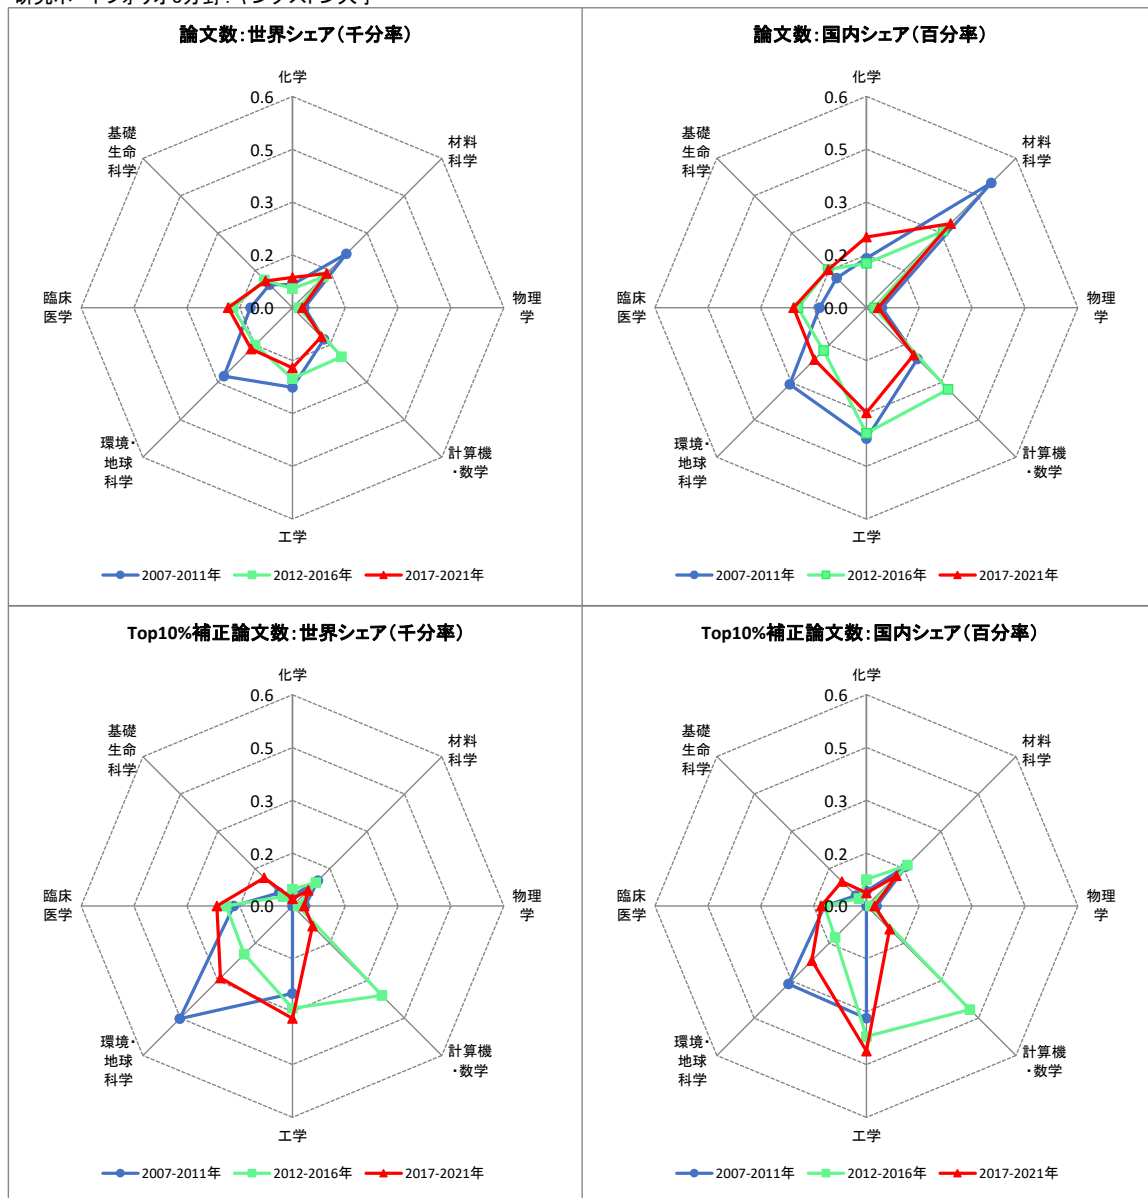 論文数：世界シェア（千分率）
化学
0.6
0.5
0.3
0.2
0.0
材料
科学
物理
学
計算機
・数学
工学
環境・
地球
科学
臨床
医学
基礎
生命
科学
2007-2011年 2012-2016年 2017-2021年
論文数：国内シェア（百分率）
化学
0.6
0.5
0.3
0.2
0.0
材料
科学
物理
学
計算機
・数学
工学
環境・
地球
科学
臨床
医学
基礎
生命
科学
2007-2011年 2012-2016年 2017-2021年
Top10%補正論文数：世界シェア（千分率）
化学
0.6
0.5
0.3
0.2
0.0
材料
科学
物理
学
計算機
・数学
工学
環境・
地球
科学
臨床
医学
基礎
生命
科学
2007-2011年 2012-2016年 2017-2021年
Top10%補正論文数：国内シェア（百分率）
化学
0.6
0.5
0.3
0.2
0.0
材料
科学
物理
学
計算機
・数学
工学
環境・
地球
科学
臨床
医学
基礎
生命
科学
2007-2011年 2012-2016年 2017-2021年